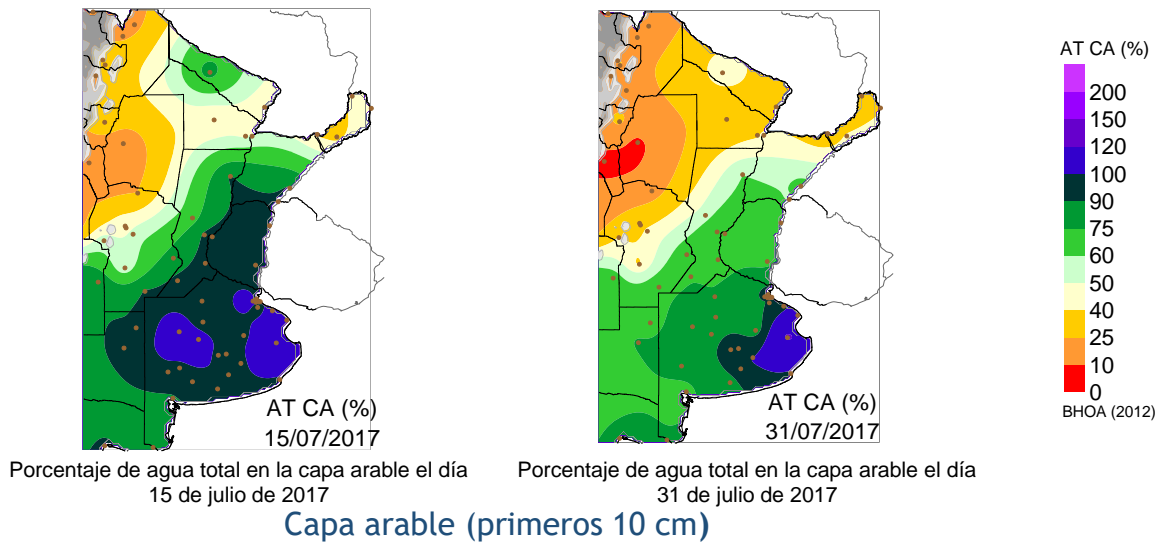 AT CA (%)
15/07/2017
AT CA (%)
31/07/2017
AT CA (%)
200
150
120
100
90
75
60
50
40
25
10
0
BHOA (2012)
Porcentaje de agua total en la capa arable el día
15 de julio de 2017
Porcentaje de agua total en la capa arable el día
31 de julio de 2017
Capa arable (primeros 10 cm)